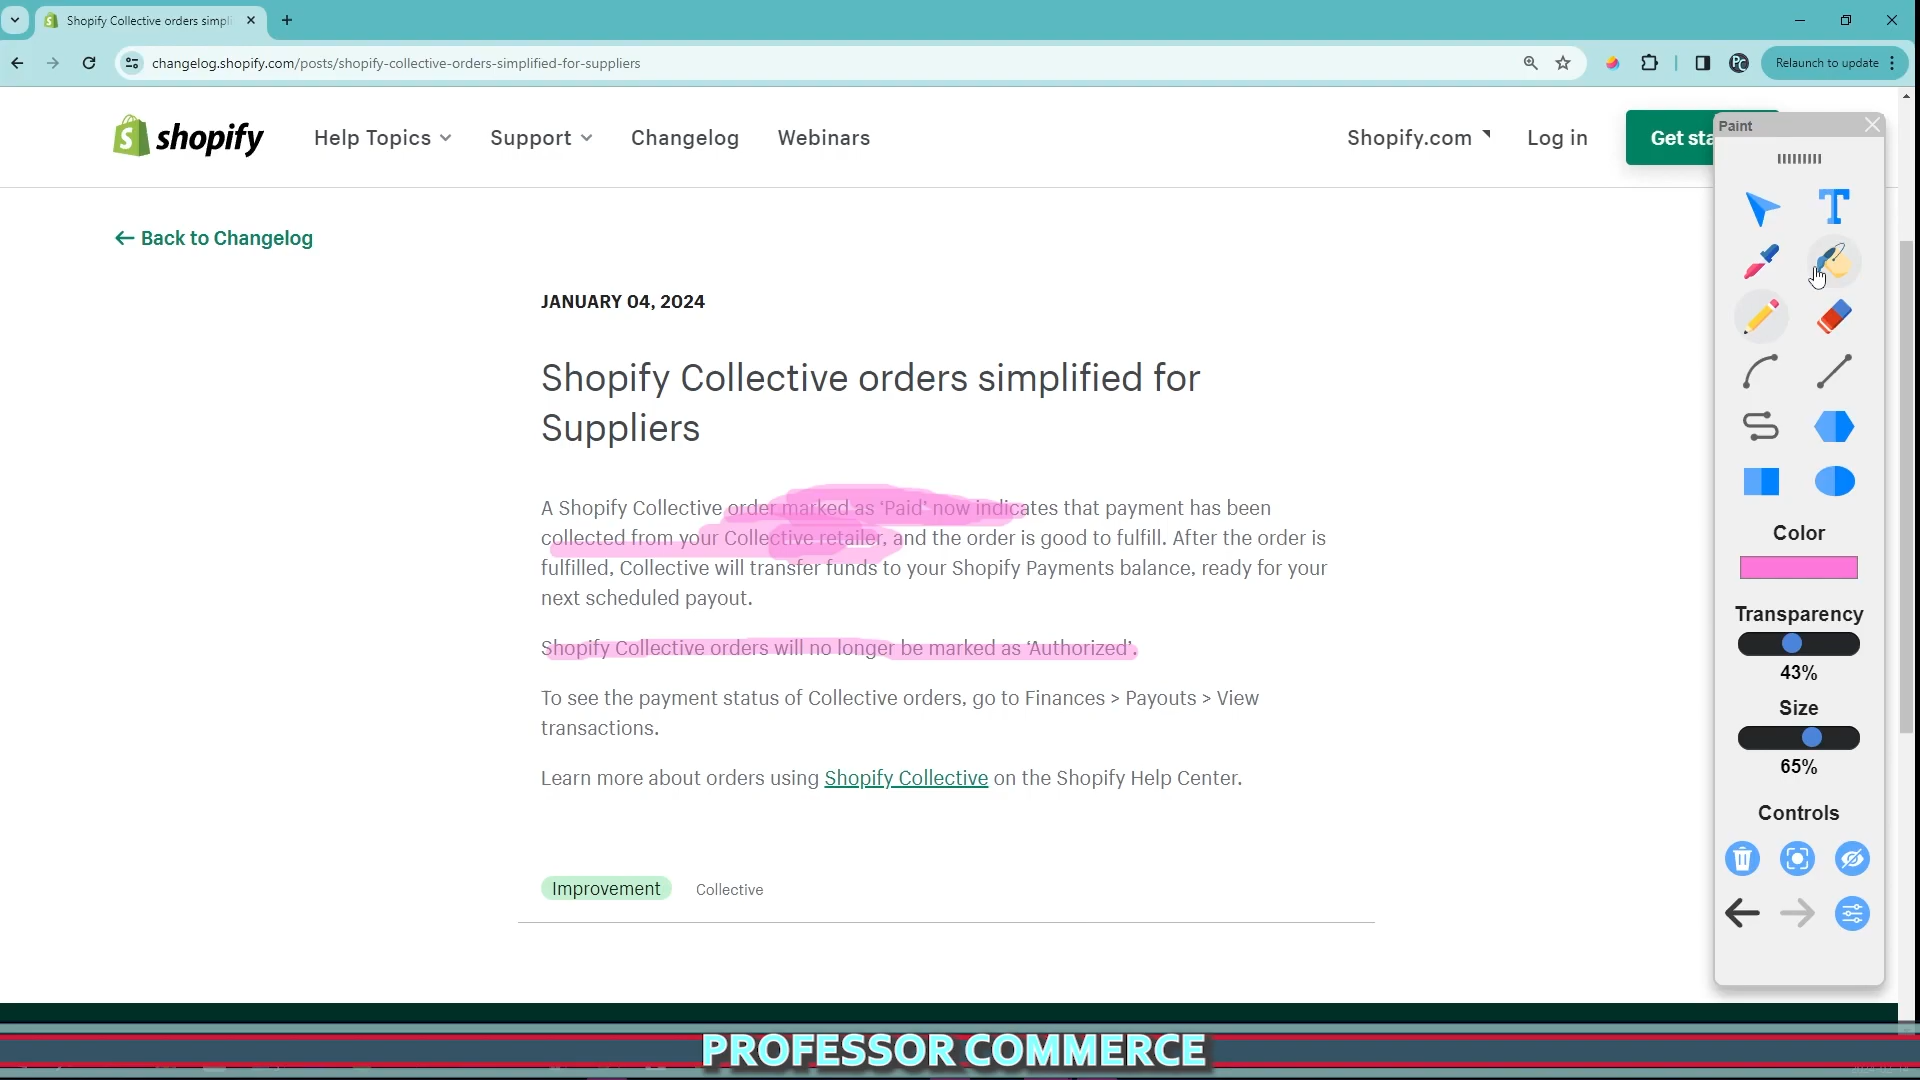 Shopify Collective orders simpli
changelog.shopify.com/posts/shopify-collective-orders-simplified-for-suppliers
PC
Relaunch to update
shopify
Help Topics
Support
Changelog
Webinars
Shopify.com
Log in
Get sta
Paint
← Back to Changelog
JANUARY 04, 2024
Shopify Collective orders simplified for
Suppliers
A Shopify Collective order marked as ‘Paid’ now indicates that payment has been
collected from your Collective retailer, and the order is good to fulfill. After the order is
fulfilled, Collective will transfer funds to your Shopify Payments balance, ready for your
next scheduled payout.
Shopify Collective orders will no longer be marked as ‘Authorized’.
To see the payment status of Collective orders, go to Finances > Payouts > View
transactions.
Learn more about orders using Shopify Collective on the Shopify Help Center.
Improvement
Collective
Color
Transparency
43%
Size
65%
Controls
PROFESSOR COMMERCE